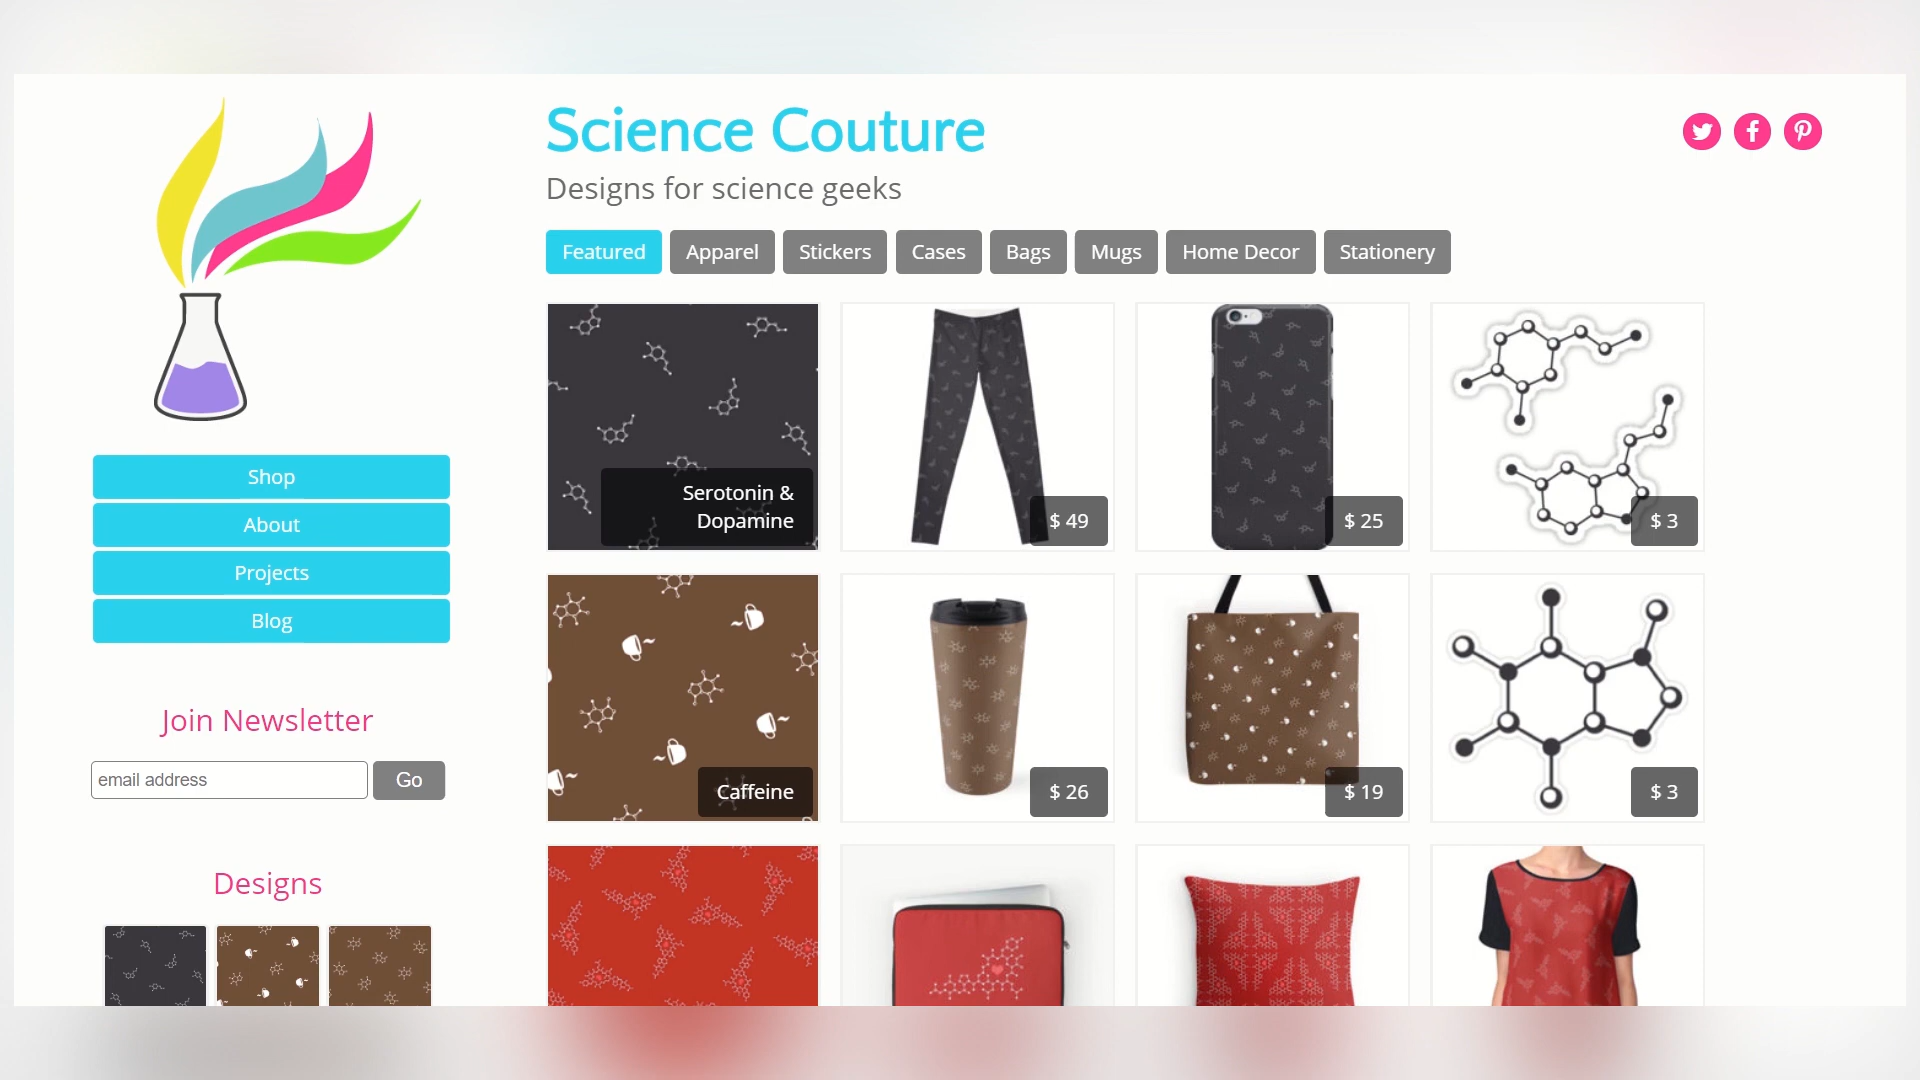 Science Couture
Designs for science geeks
Featured
Apparel
Stickers
Cases
Bags
Mugs
Home Decor
Stationery
Serotonin &
Dopamine
$ 49
$ 25
$ 3
Caffeine
$ 26
$ 19
$ 3
Shop
About
Projects
Blog
Join Newsletter
email address
Go
Designs